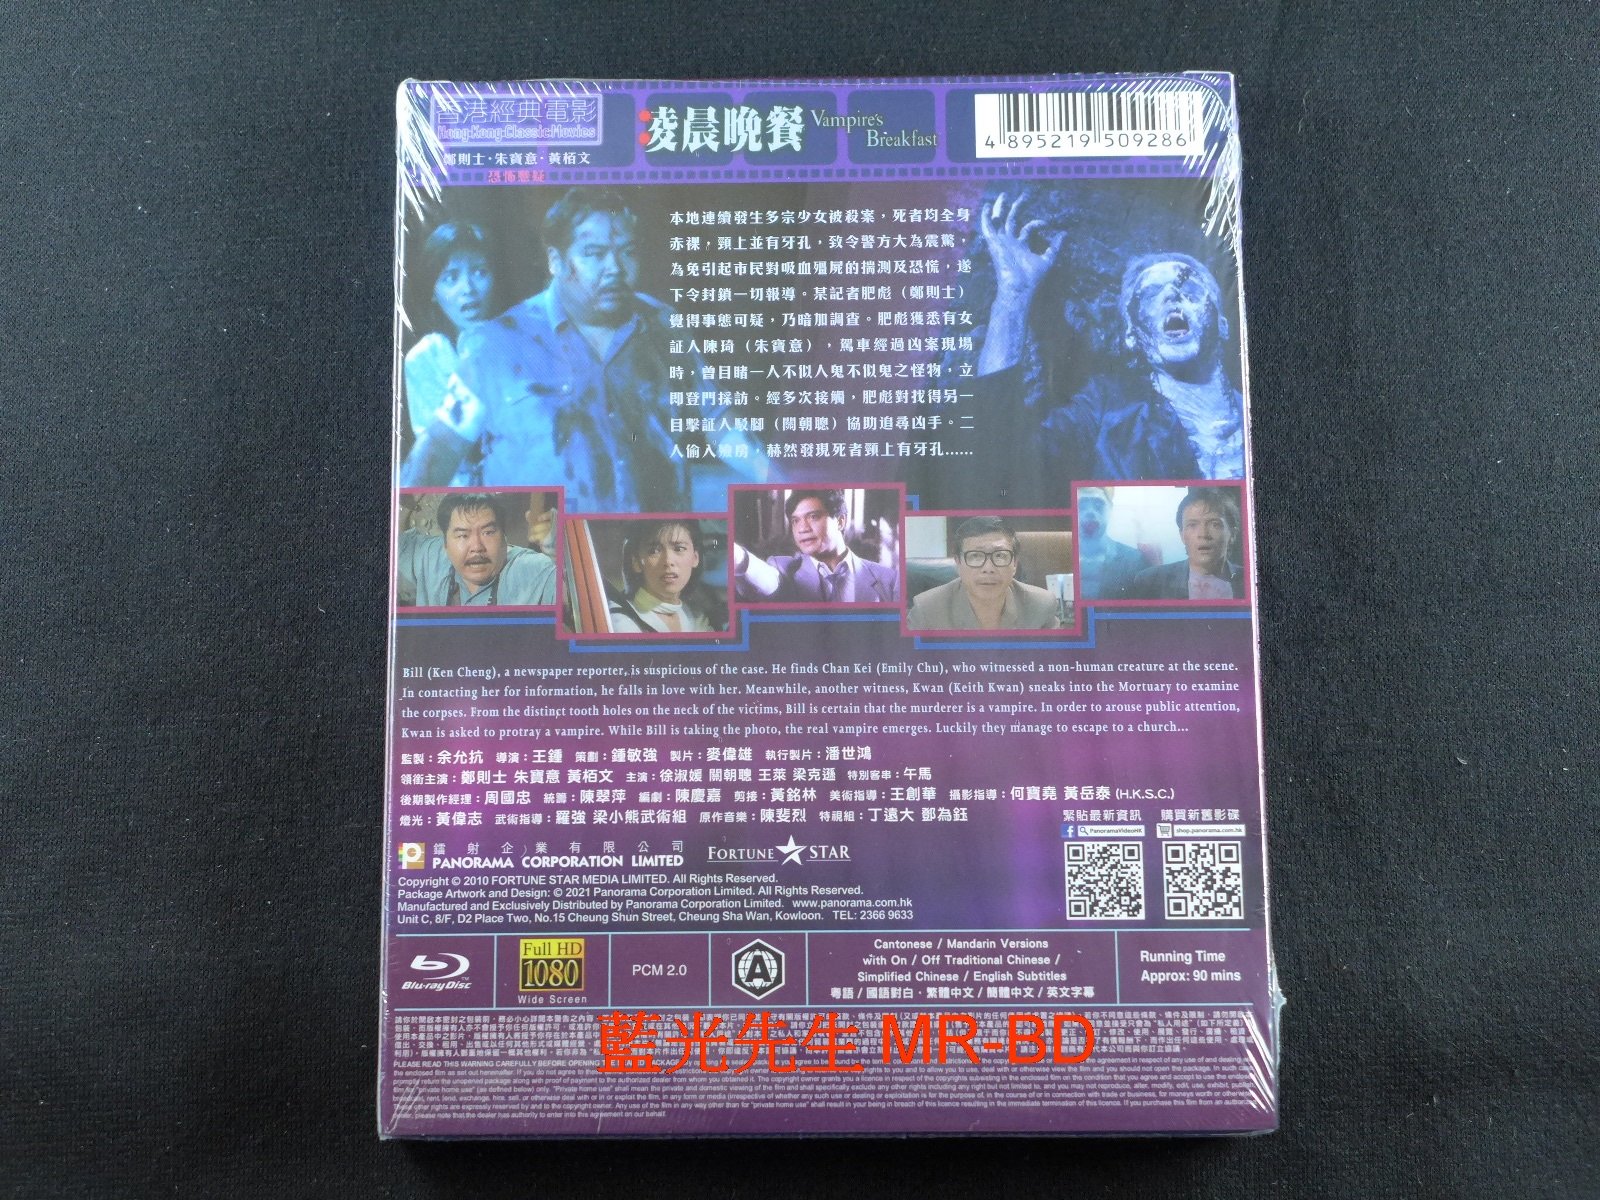 香港經典電影
Hong Kong Classic Movies
鄭則士·朱寶意·黃栢文
恐怖懸疑
凌晨晚餐
Vampire's
Breakfast
4 895219 509286
本地連續發生多宗少女被殺案，死者均全身
赤裸，頸上並有牙孔，致令警方大為震驚，
為免引起市民對吸血殭屍的揣測及恐慌，遂
下令封鎖一切報導。某記者肥彪（鄭則士）
覺得事態可疑，乃暗加調查。肥彪獲悉有女
証人陳琦（朱寶意），駕車經過凶案現場
時，曾目睹一人不似人鬼不似鬼之怪物，立
即登門採訪。經多次接觸，肥彪對找得另一
目擊証人駁腳（關朝聰）協助追尋凶手。二
人偷入殮房，赫然發現死者頸上有牙孔......
Bill (Ken Cheng), a newspaper reporter, is suspicious of the case. He finds Chan Kei (Emily Chu), who witnessed a non-human creature at the scene.
In contacting her for information, he falls in love with her. Meanwhile, another witness, Kwan (Keith Kwan) sneaks into the Mortuary to examine
the corpses. From the distinct tooth holes on the neck of the victims, Bill is certain that the murderer is a vampire. In order to arouse public attention,
Kwan is asked to protray a vampire. While Bill is taking the photo, the real vampire emerges. Luckily they manage to escape to a church...
監製：余允抗 導演：王鍾 策劃：鍾敏強 製片：麥偉雄 執行製片：潘世鴻
領銜主演：鄭則士 朱寶意 黃栢文 主演：徐淑媛 關朝聰 王萊 梁克遜 特別客串：午馬
後期製作經理：周國忠 統籌：陳翠萍 編劇：陳慶嘉 剪接：黃銘林 美術指導：王創華 攝影指導：何寶堯 黃岳泰 (H.K.S.C.)
燈光：黃偉志 武術指導：羅強 梁小熊武術組 原作音樂：陳斐烈 特視組：丁遠大 鄧為鈺
緊貼最新資訊
PanoramaVideoHK
購買新舊影碟
shop.panorama.com.hk
鐳射企業有限公司
PANORAMA CORPORATION LIMITED
FORTUNE STAR
Copyright © 2010 FORTUNE STAR MEDIA LIMITED. All Rights Reserved.
Package Artwork and Design: © 2021 Panorama Corporation Limited. All Rights Reserved.
Manufactured and Exclusively Distributed by Panorama Corporation Limited. www.panorama.com.hk
Unit C, 8/F, D2 Place Two, No.15 Cheung Shun Street, Cheung Sha Wan, Kowloon. TEL: 2366 9633
Blu-ray Disc
Full HD
1080
Wide Screen
PCM 2.0
A
Cantonese / Mandarin Versions
with On / Off Traditional Chinese /
Simplified Chinese / English Subtitles
粵語 / 國語對白·繁體中文 / 簡體中文 / 英文字幕
Running Time
Approx: 90 mins
藍光先生 MR-BD